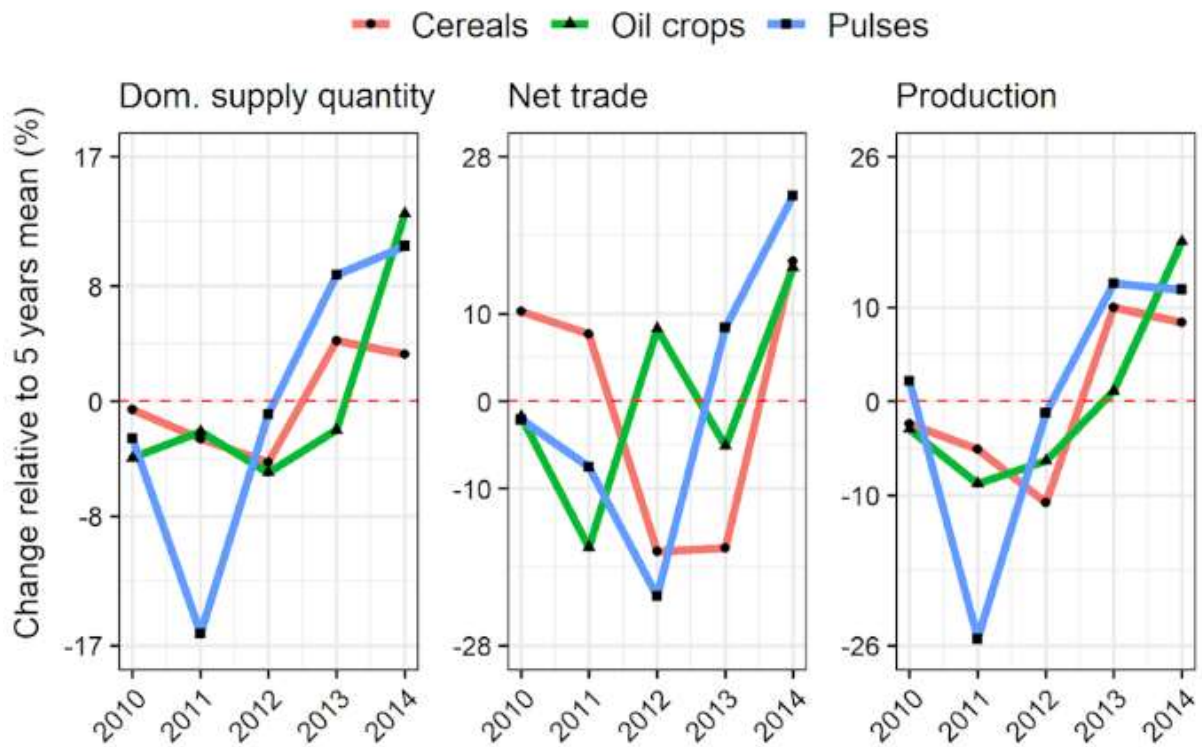 Cereals Oil crops Pulses
Dom. supply quantity Net trade Production
Change relative to 5 years mean (%)
17
8
0
-8
-17
2010 2011 2012 2013 2014
28
10
0
-10
-28
2010 2011 2012 2013 2014
26
10
0
-10
-26
2010 2011 2012 2013 2014